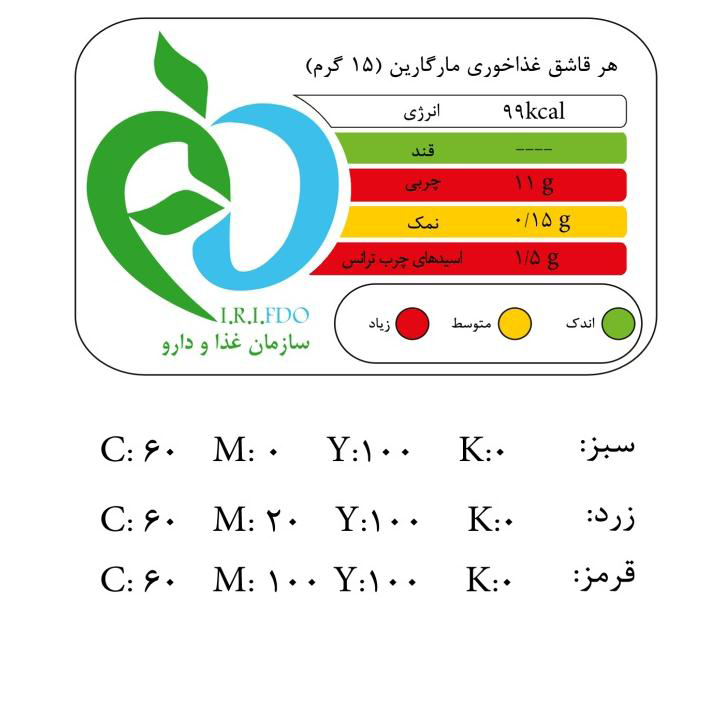 هر قاشق غذاخوری مارگارین (۱۵ گرم)
انرژی ۹۹kcal
قند ----
چربی ۱۱ g
نمک ۰/۱۵ g
اسیدهای چرب ترانس ۱/۵ g
اندک متوسط زیاد
I.R.I.FDO
سازمان غذا و دارو
سبز: C: ۶۰ M: ۰ Y:۱۰۰ K:۰
زرد: C: ۶۰ M: ۲۰ Y:۱۰۰ K:۰
قرمز: C: ۶۰ M: ۱۰۰ Y:۱۰۰ K:۰